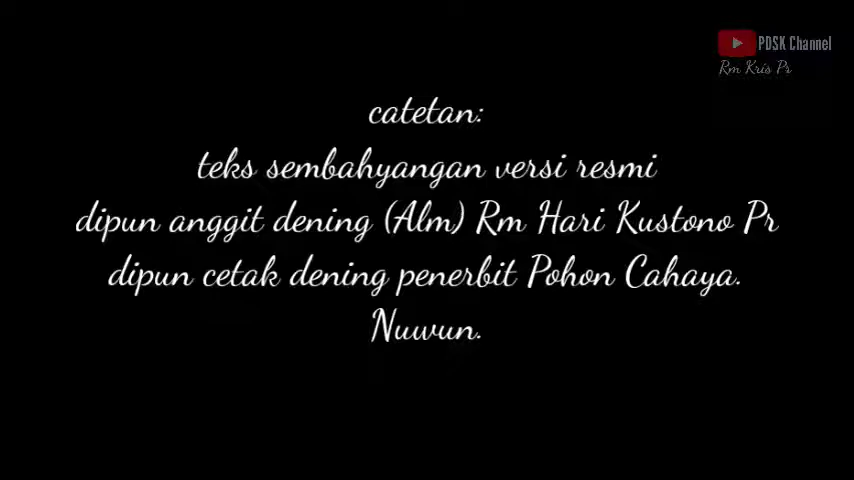 PDSK Channel
Rm Kris Pr
catetan:
teks sembahyangan versi resmi
dipun anggit dening (Alm) Rm Hari Kustono Pr
dipun cetak dening penerbit Pohon Cahaya.
Nuwun.